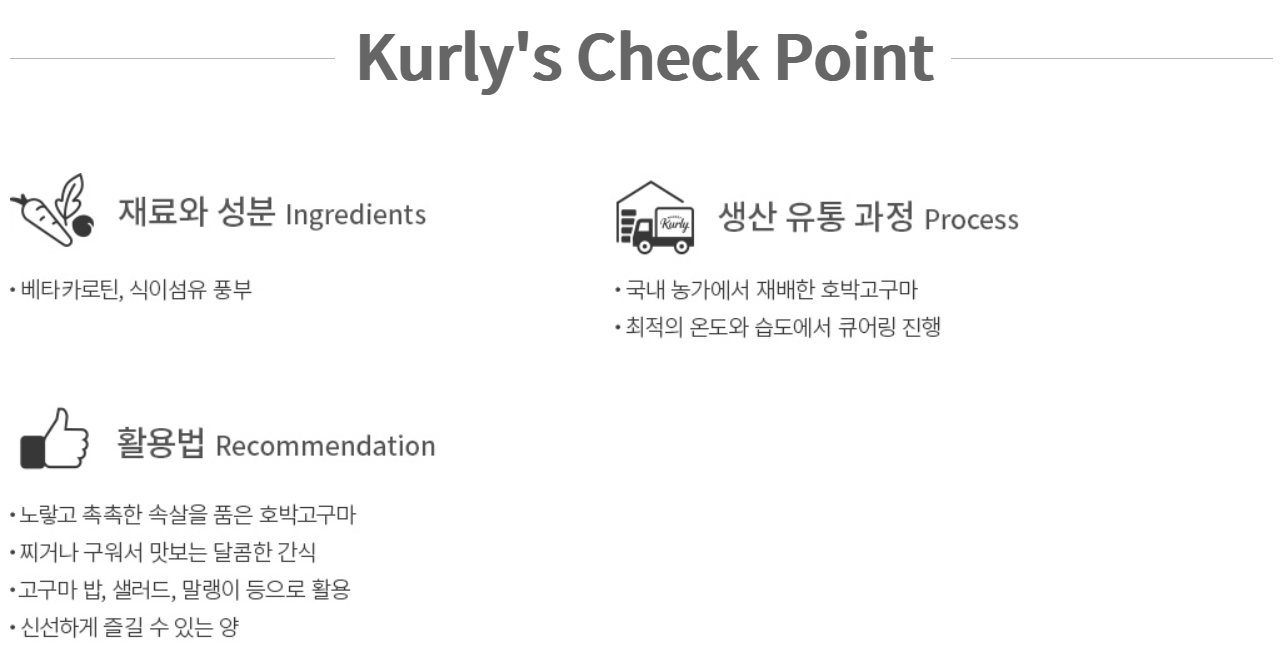 Kurly's Check Point
재료와 성분 Ingredients
• 베타카로틴, 식이섬유 풍부
Kurly
생산 유통 과정 Process
• 국내 농가에서 재배한 호박고구마
• 최적의 온도와 습도에서 큐어링 진행
활용법 Recommendation
• 노랗고 촉촉한 속살을 품은 호박고구마
• 찌거나 구워서 맛보는 달콤한 간식
• 고구마 밥, 샐러드, 말랭이 등으로 활용
• 신선하게 즐길 수 있는 양